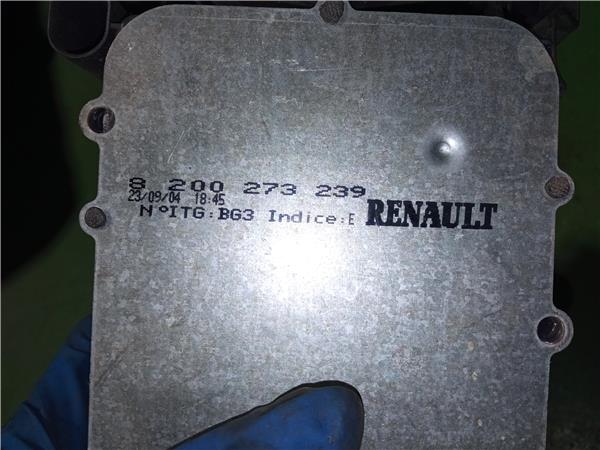 8 200 273 239
23/09/04 18:45
N°ITG:BG3 Indice:E RENAULT